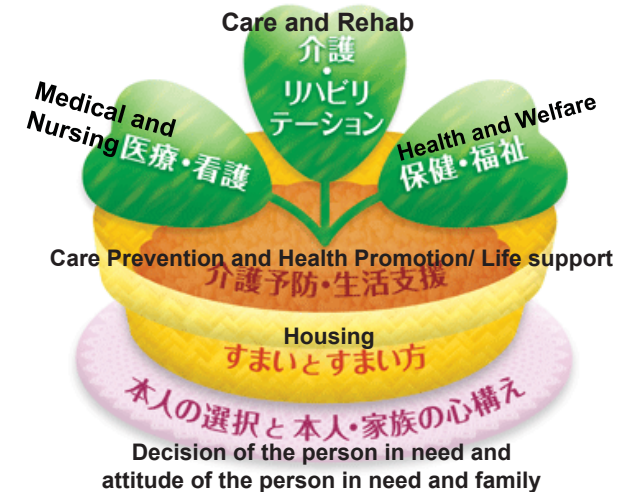 Care and Rehab
介護
・
リハビリ
テーション
Medical and
Nursing
医療・看護
Health and Welfare
保健・福祉
Care Prevention and Health Promotion/ Life support
介護予防・生活支援
Housing
すまいとすまい方
本人の選択と本人・家族の心構え
Decision of the person in need and
attitude of the person in need and family